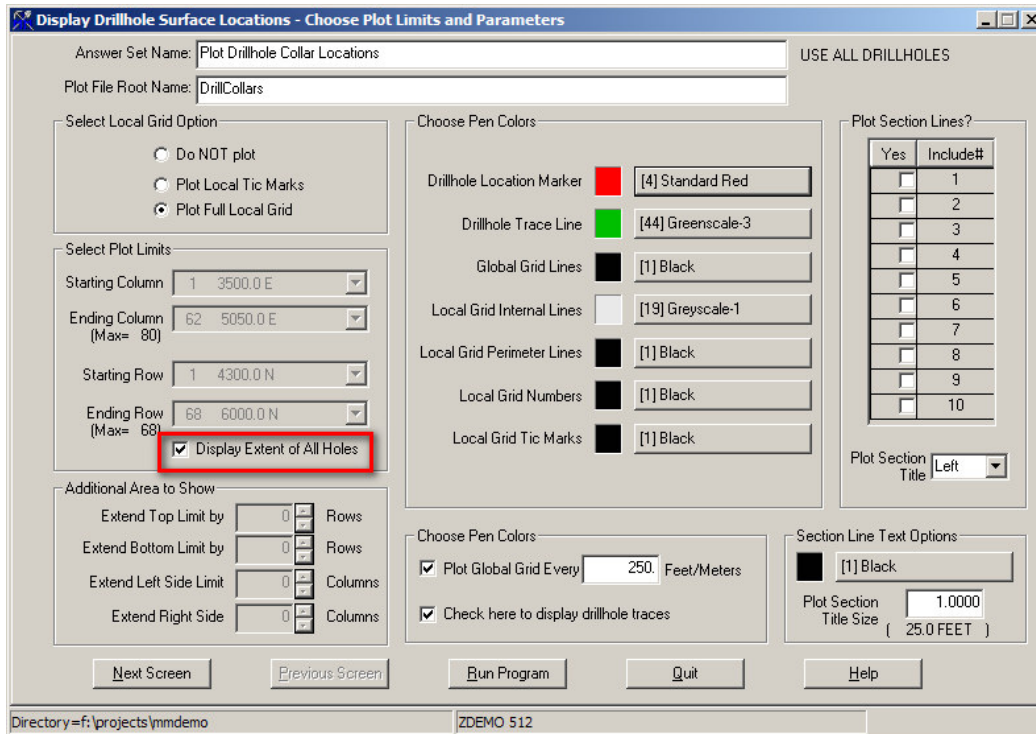 Display Drillhole Surface Locations - Choose Plot Limits and Parameters
Answer Set Name: Plot Drillhole Collar Locations
USE ALL DRILLHOLES
Plot File Root Name: DrillCollars
Select Local Grid Option
Do NOT plot
Plot Local Tic Marks
Plot Full Local Grid
Select Plot Limits
Starting Column 1 3500.0 E
Ending Column 62 5050.0 E
(Max= 80)
Starting Row 1 4300.0 N
Ending Row 68 6000.0 N
(Max= 68)
Display Extent of All Holes
Additional Area to Show
Extend Top Limit by 0 Rows
Extend Bottom Limit by 0 Rows
Extend Left Side Limit 0 Columns
Extend Right Side 0 Columns
Choose Pen Colors
Drillhole Location Marker [4] Standard Red
Drillhole Trace Line [44] Greenscale-3
Global Grid Lines [1] Black
Local Grid Internal Lines [19] Greyscale-1
Local Grid Perimeter Lines [1] Black
Local Grid Numbers [1] Black
Local Grid Tic Marks [1] Black
Choose Pen Colors
Plot Global Grid Every 250. Feet/Meters
Check here to display drillhole traces
Plot Section Lines?
Yes Include#
1
2
3
4
5
6
7
8
9
10
Plot Section Left
Title
Section Line Text Options
[1] Black
Plot Section 1.0000
Title Size
( 25.0 FEET )
Next Screen Previous Screen Run Program Quit Help
Directory=f:\projects\mmdemo ZDEMO 512